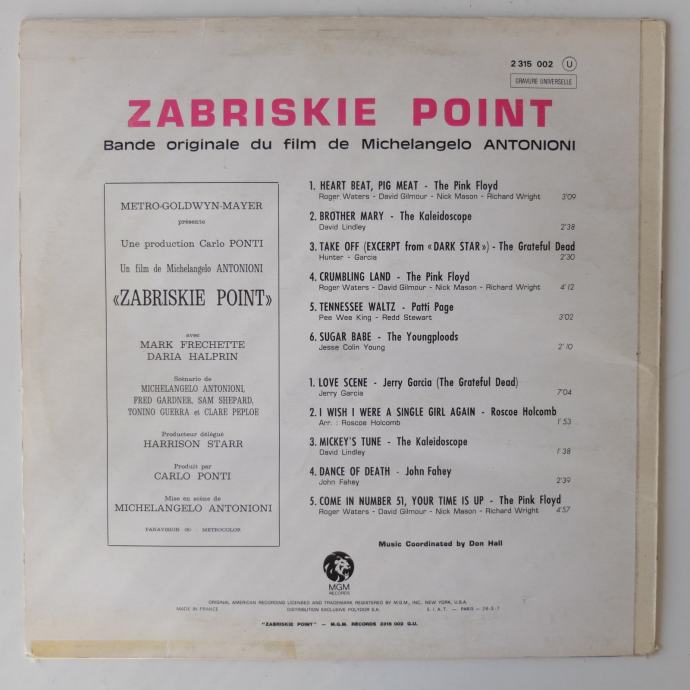 2 315 002 U
GRAVURE UNIVERSELLE
ZABRISKIE POINT
Bande originale du film de Michelangelo ANTONIONI
METRO-GOLDWYN-MAYER
présente
Une production Carlo PONTI
Un film de Michelangelo ANTONIONI
«ZABRISKIE POINT»
avec
MARK FRECHETTE
DARIA HALPRIN
Scénario de
MICHELANGELO ANTONIONI,
FRED GARDNER, SAM SHEPARD,
TONINO GUERRA et CLARE PEPLOE
Producteur délégué
HARRISON STARR
Produit par
CARLO PONTI
Mise en scène de
MICHELANGELO ANTONIONI
PANAVISION (R) - METROCOLOR
1. HEART BEAT, PIG MEAT - The Pink Floyd
Roger Waters - David Gilmour - Nick Mason - Richard Wright 3'09
2. BROTHER MARY - The Kaleidoscope
David Lindley 2'38
3. TAKE OFF (EXCERPT from «DARK STAR») - The Grateful Dead
Hunter - Garcia 2'30
4. CRUMBLING LAND - The Pink Floyd
Roger Waters - David Gilmour - Nick Mason - Richard Wright 4'12
5. TENNESSEE WALTZ - Patti Page
Pee Wee King - Redd Stewart 3'02
6. SUGAR BABE - The Youngploods
Jesse Colin Young 2'10
1. LOVE SCENE - Jerry Garcia (The Grateful Dead)
Jerry Garcia 7'04
2. I WISH I WERE A SINGLE GIRL AGAIN - Roscoe Holcomb
Arr. : Roscoe Holcomb 1'53
3. MICKEY'S TUNE - The Kaleidoscope
David Lindley 1'38
4. DANCE OF DEATH - John Fahey
John Fahey 2'39
5. COME IN NUMBER 51, YOUR TIME IS UP - The Pink Floyd
Roger Waters - David Gilmour - Nick Mason - Richard Wright 4'57
Music Coordinated by Don Hall
MGM
RECORDS
ORIGINAL AMERICAN RECORDING LICENSED AND TRADEMARK REGISTERED BY M.G.M., INC. NEW YORK, U.S.A.
MADE IN FRANCE DISTRIBUTION EXCLUSIVE POLYDOR S.A. S.I.A.T. - PARIS
"ZABRISKIE POINT" - M.G.M. RECORDS 2315 002 G.U.